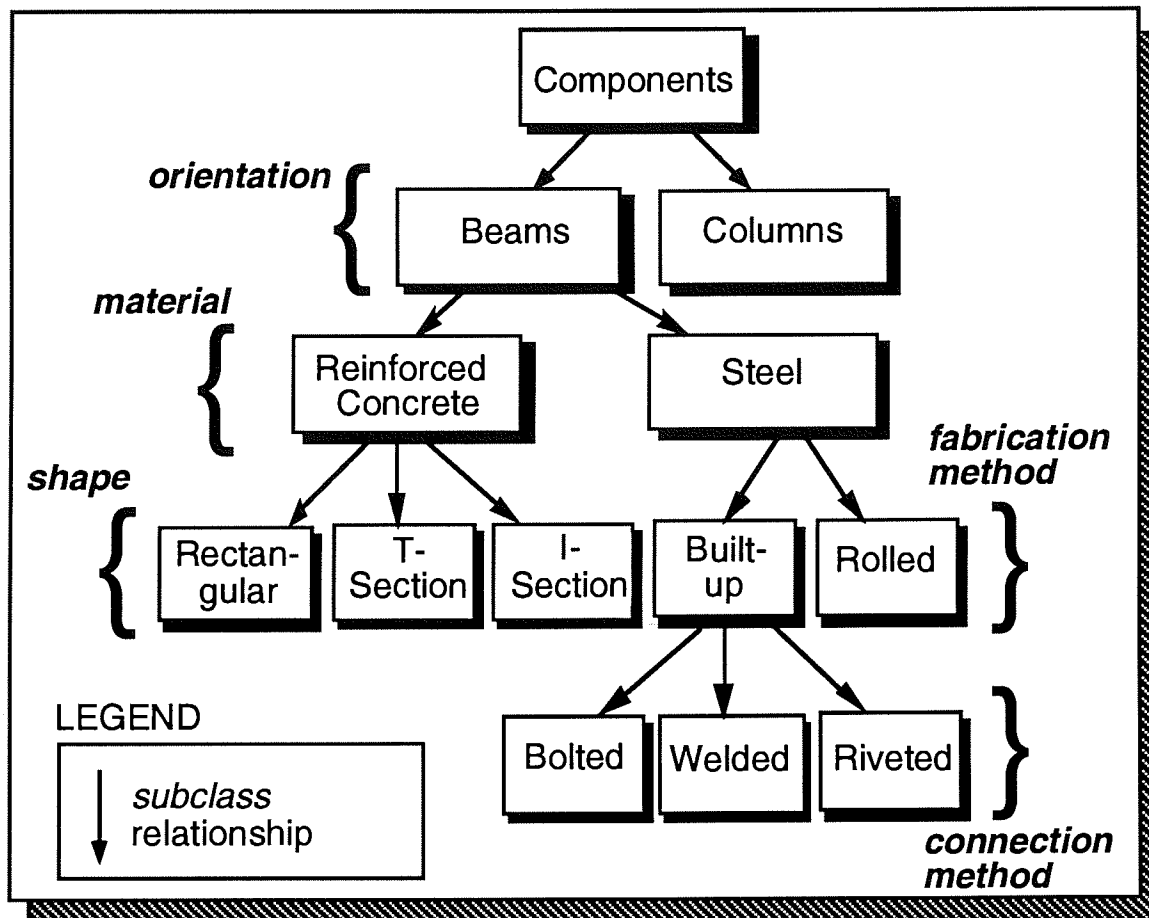 Components
orientation
Beams
Columns
material
Reinforced
Concrete
Steel
fabrication
method
shape
Rectan-
gular
T-
Section
I-
Section
Built-
up
Rolled
LEGEND
subclass
relationship
Bolted
Welded
Riveted
connection
method